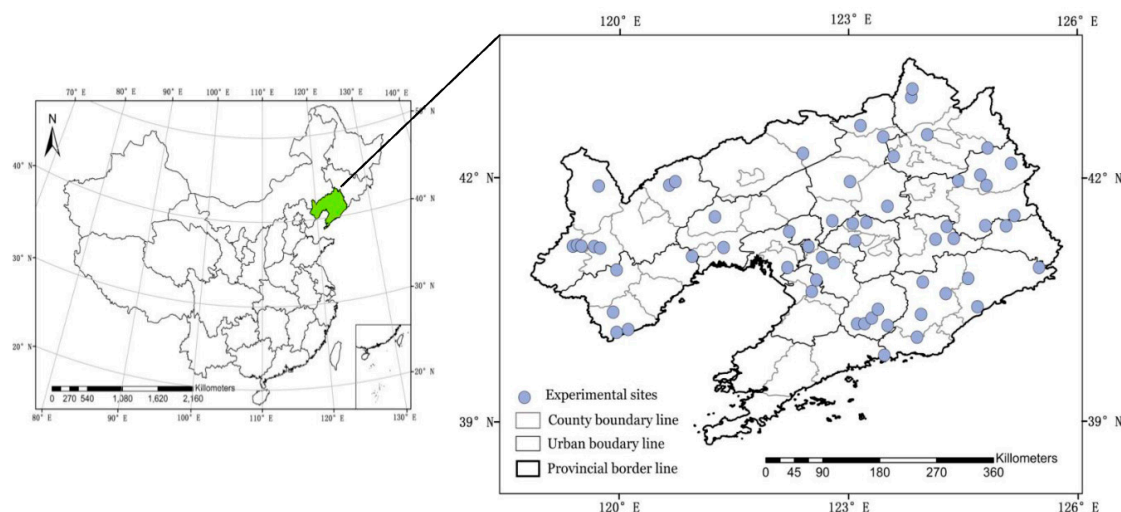 120° E 123° E 126° E
70° E 80° E 90° E 100° E 110° E 120° E 130° E 140° E
50° N
N
40° N
42° N 42° N
40° N
30° N
30° N
20° N
20° N
Killometers
0 270 540 1,080 1,620 2,160
80° E 90° E 100° E 110° E 120° E 130° E
Experimental sites
County boundary line
39° N 39° N
Urban boudary line
Provincial border line
Killometers
0 45 90 180 270 360
120° E 123° E 126° E